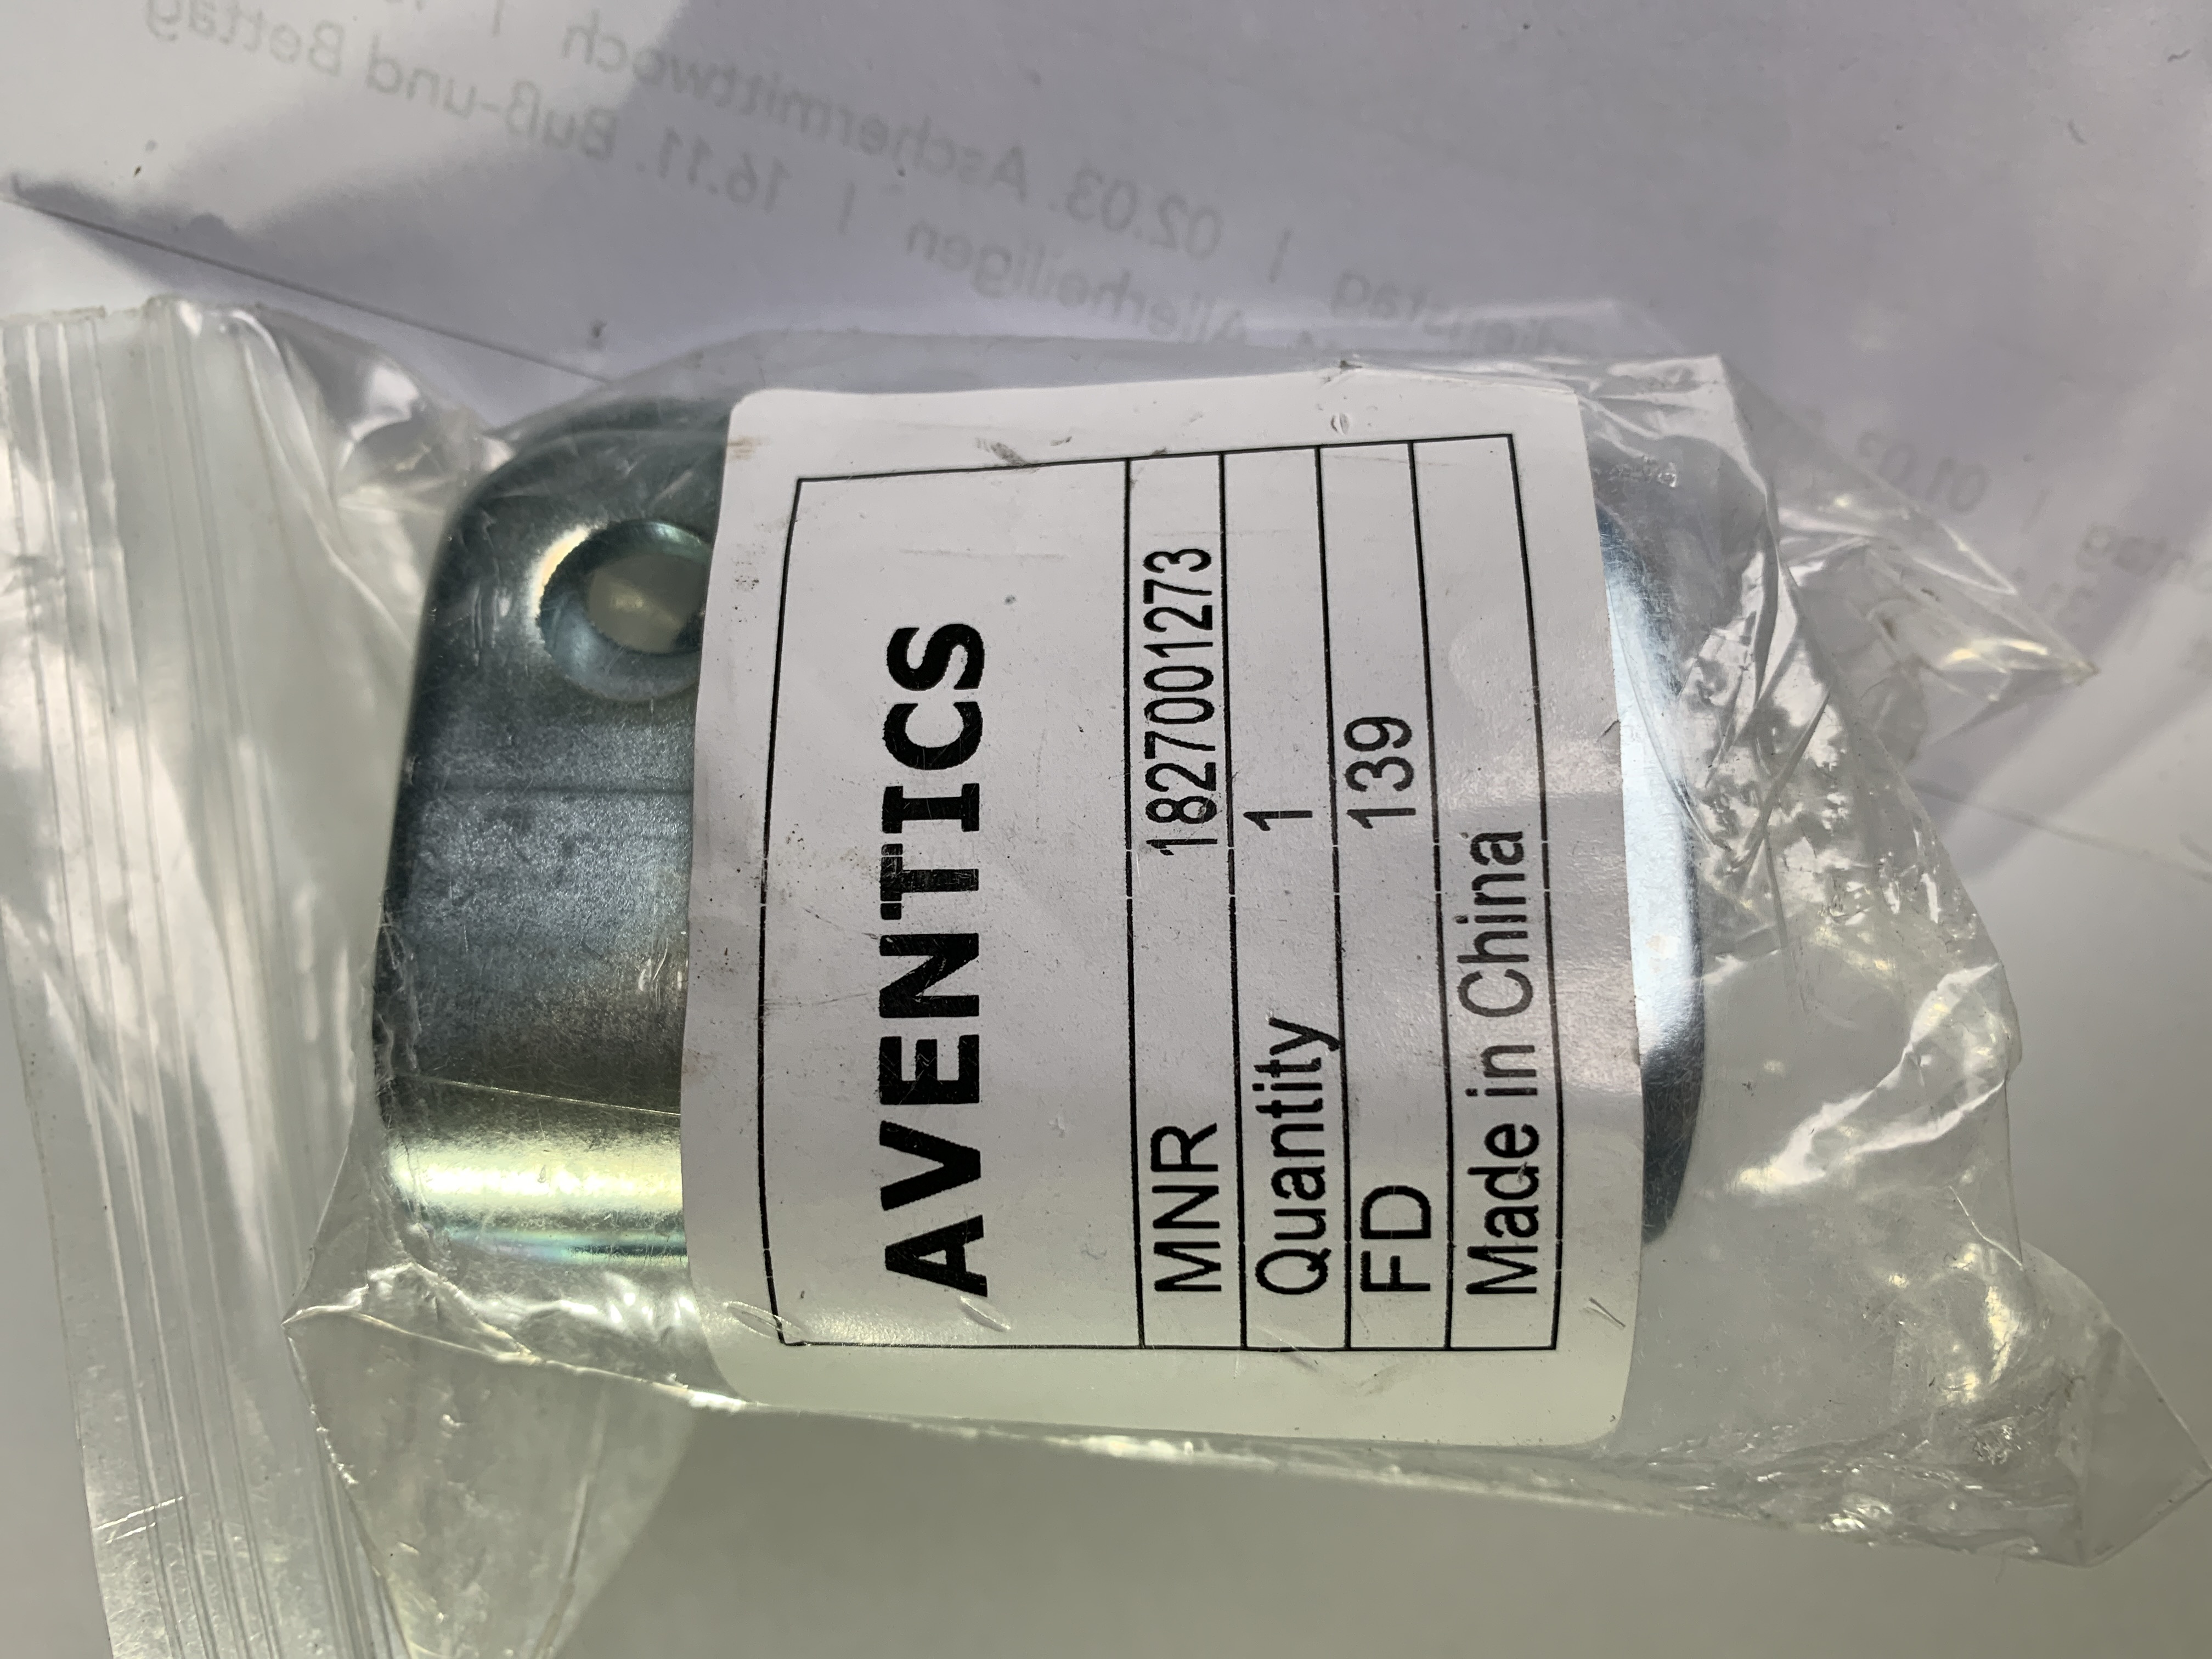 AVENTICS
MNR 1827001273
Quantity 1
FD 139
Made in China
02.03. Aschermittwoch |
Allerheiligen | 16.11. Buß-und Bettag